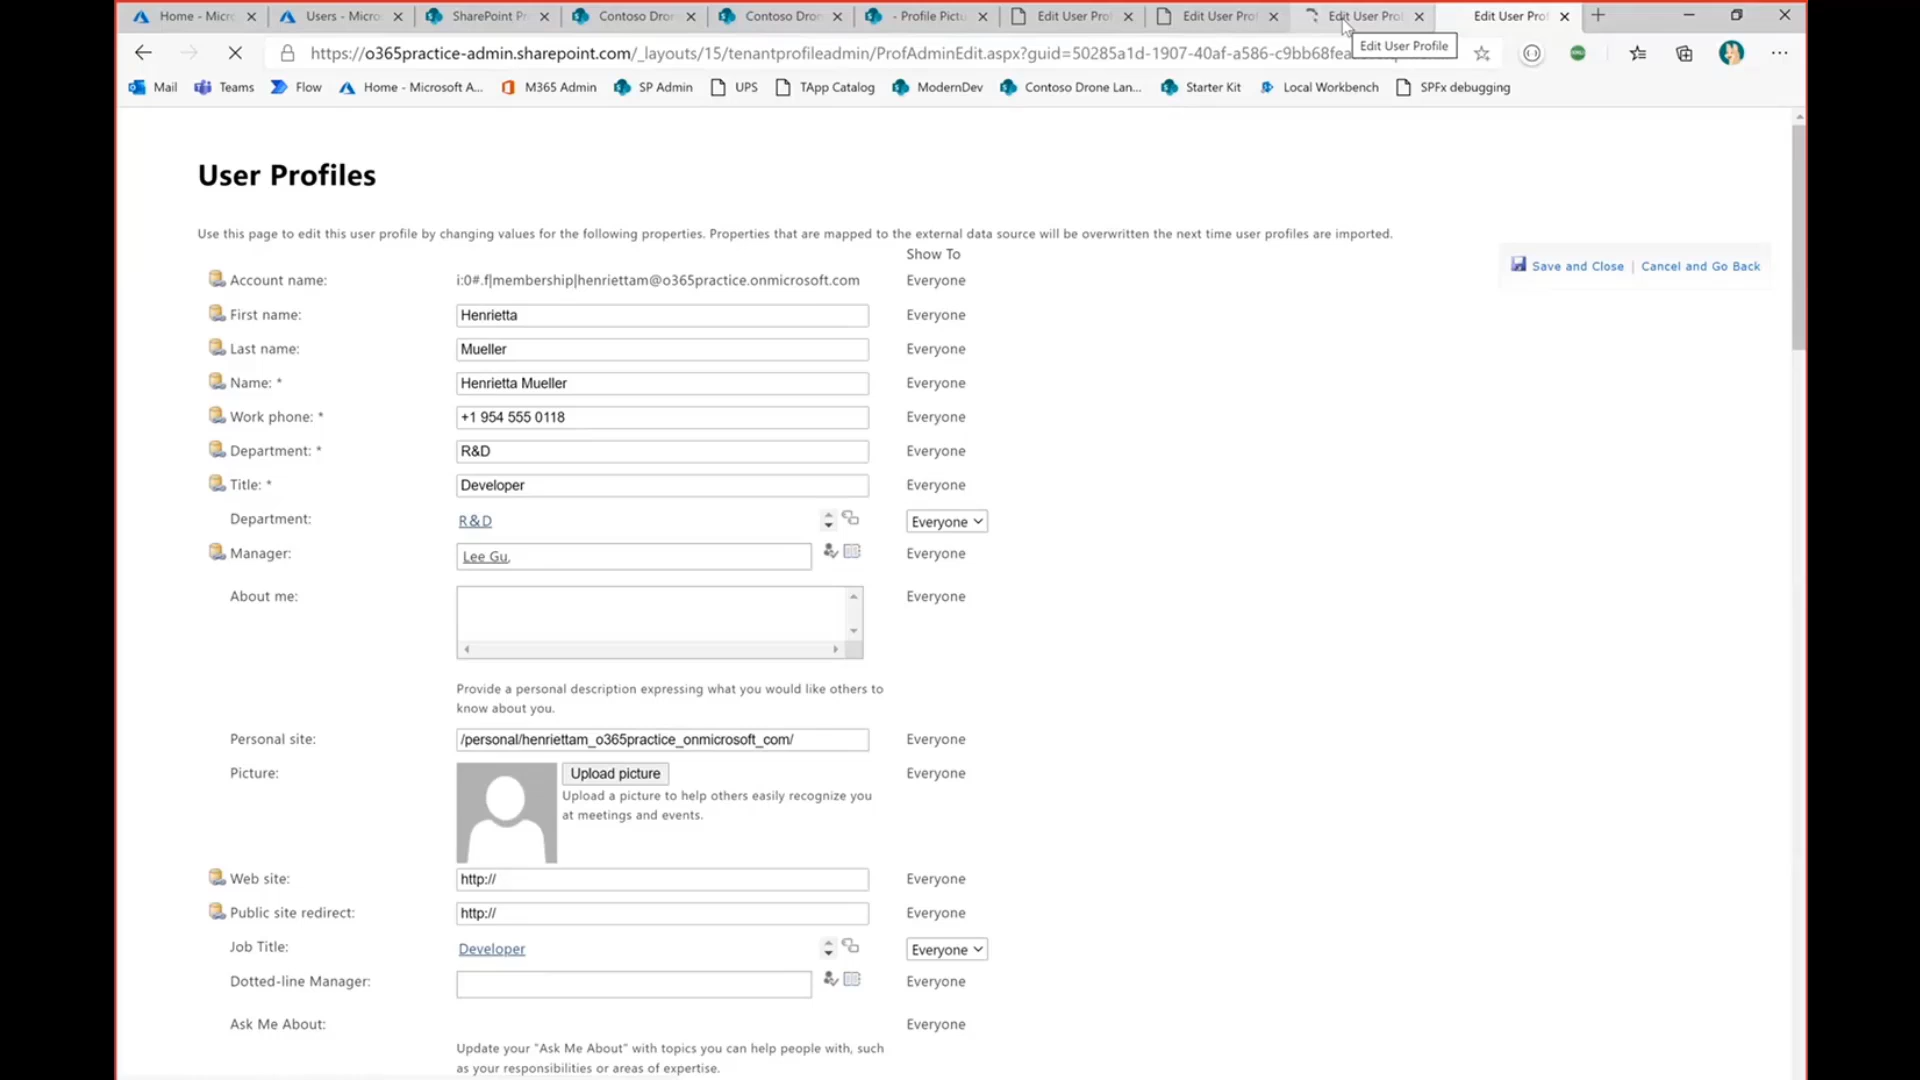 Home - Micro
Users - Micro
SharePoint Pr
Contoso Dron
Contoso Dron
- Profile Pictu
Edit User Prof
Edit User Prof
Edit User Prof
Edit User Prof
https://o365practice-admin.sharepoint.com/_layouts/15/tenantprofileadmin/ProfAdminEdit.aspx?guid=50285a1d-1907-40af-a586-c9bb68fea
Edit User Profile
Mail
Teams
Flow
Home - Microsoft A...
M365 Admin
SP Admin
UPS
TApp Catalog
ModernDev
Contoso Drone Lan...
Starter Kit
Local Workbench
SPFx debugging
User Profiles
Use this page to edit this user profile by changing values for the following properties. Properties that are mapped to the external data source will be overwritten the next time user profiles are imported.
Show To
Save and Close | Cancel and Go Back
Account name: i:0#.f|membership|henriettam@o365practice.onmicrosoft.com Everyone
First name: Henrietta Everyone
Last name: Mueller Everyone
Name: * Henrietta Mueller Everyone
Work phone: * +1 954 555 0118 Everyone
Department: * R&D Everyone
Title: * Developer Everyone
Department: R&D Everyone
Manager: Lee Gu, Everyone
About me: Everyone
Provide a personal description expressing what you would like others to
know about you.
Personal site: /personal/henriettam_o365practice_onmicrosoft_com/ Everyone
Picture: Upload picture Everyone
Upload a picture to help others easily recognize you
at meetings and events.
Web site: http:// Everyone
Public site redirect: http:// Everyone
Job Title: Developer Everyone
Dotted-line Manager: Everyone
Ask Me About: Everyone
Update your "Ask Me About" with topics you can help people with, such
as your responsibilities or areas of expertise.